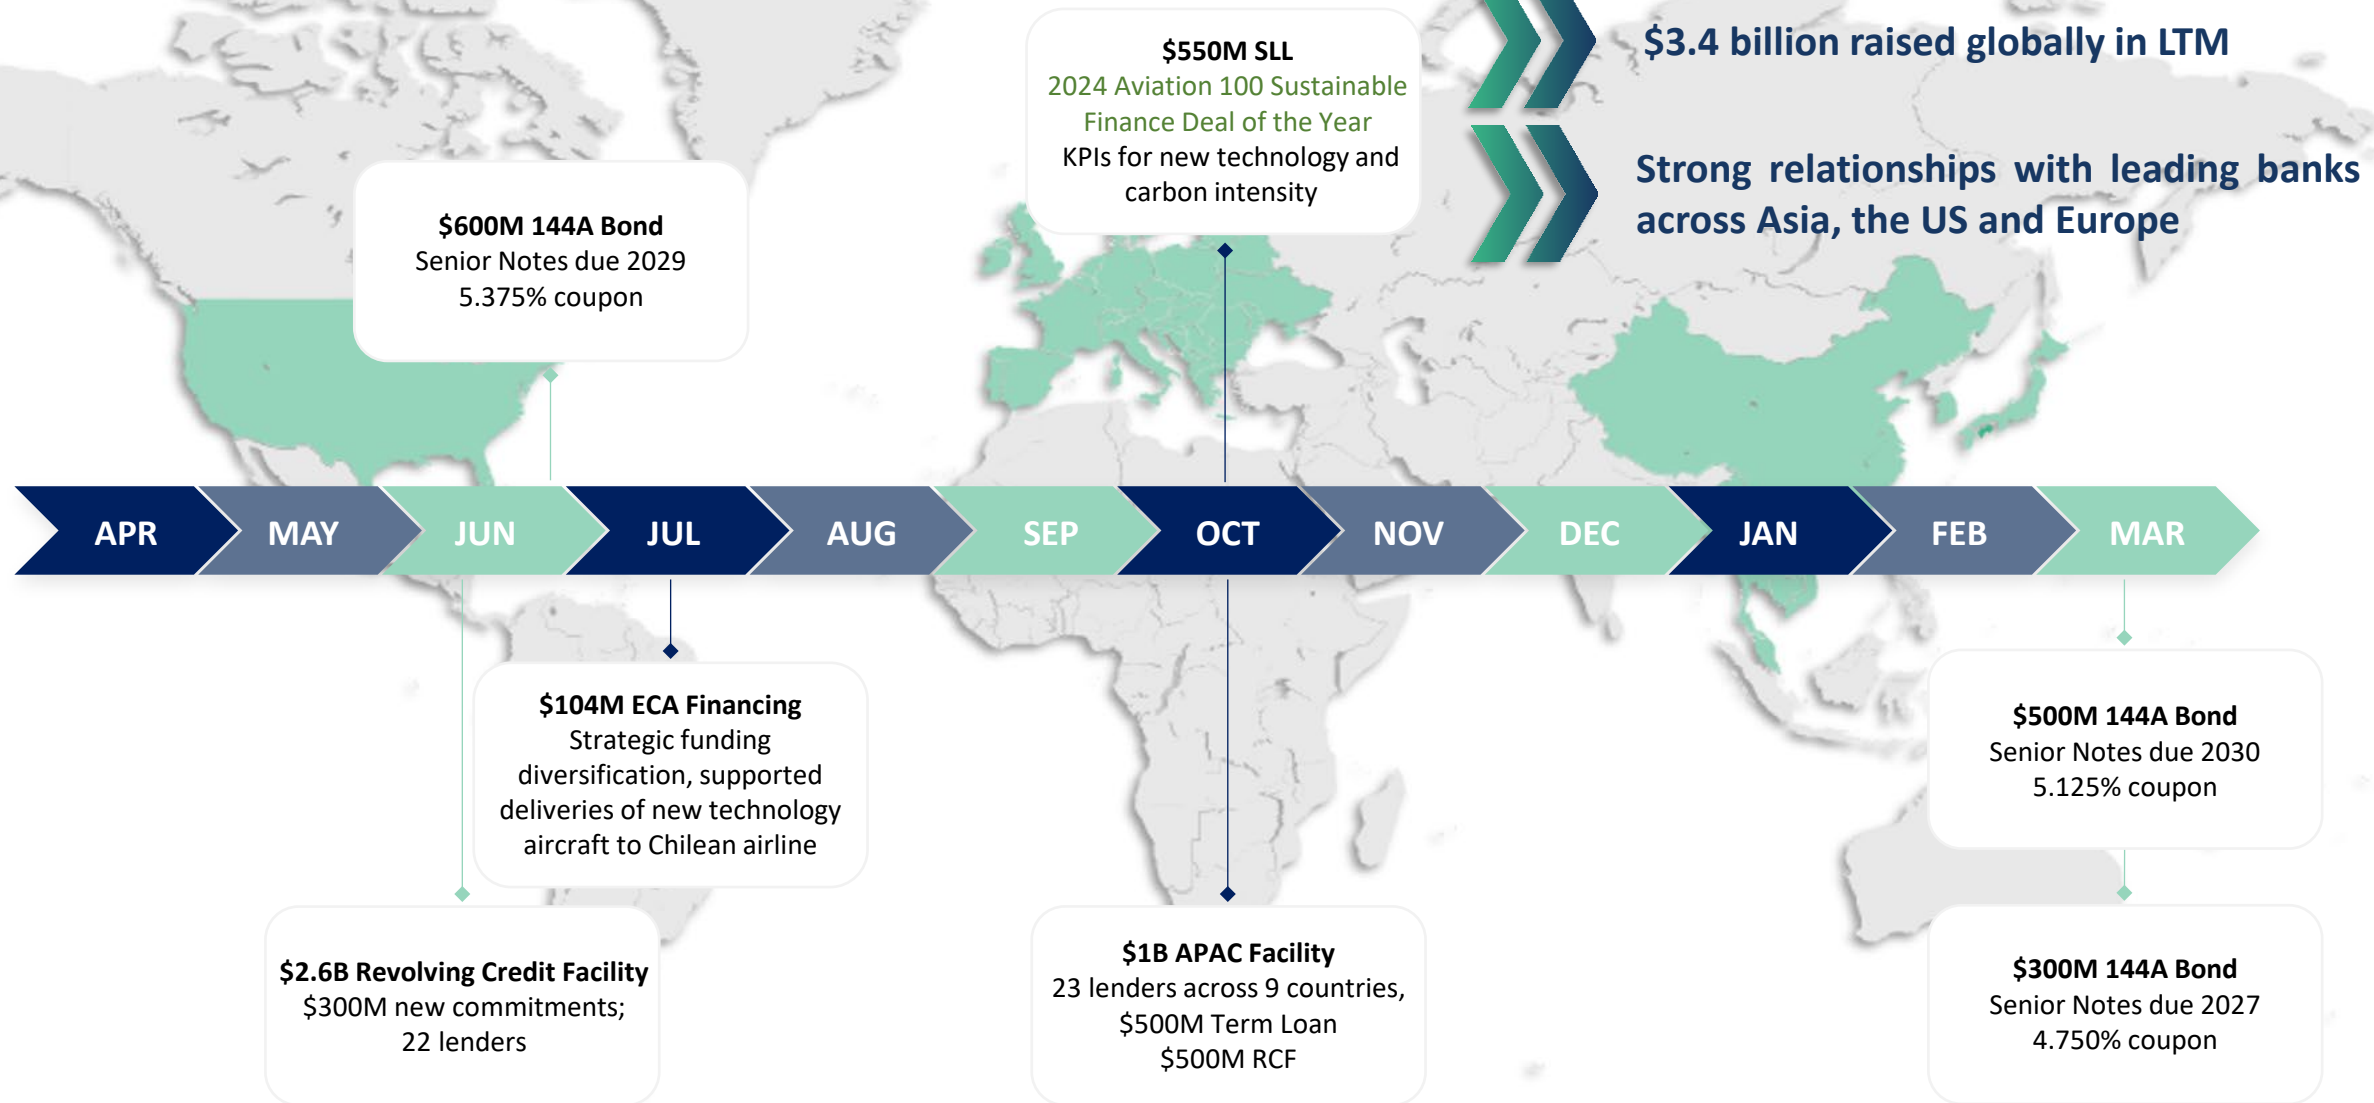 $3.4 billion raised globally in LTM
Strong relationships with leading banks
across Asia, the US and Europe
$550M SLL
2024 Aviation 100 Sustainable
Finance Deal of the Year
KPIs for new technology and
carbon intensity
$600M 144A Bond
Senior Notes due 2029
5.375% coupon
APR
MAY
JUN
JUL
AUG
SEP
OCT
NOV
DEC
JAN
FEB
MAR
$104M ECA Financing
Strategic funding
diversification, supported
deliveries of new technology
aircraft to Chilean airline
$500M 144A Bond
Senior Notes due 2030
5.125% coupon
$2.6B Revolving Credit Facility
$300M new commitments;
22 lenders
$1B APAC Facility
23 lenders across 9 countries,
$500M Term Loan
$500M RCF
$300M 144A Bond
Senior Notes due 2027
4.750% coupon